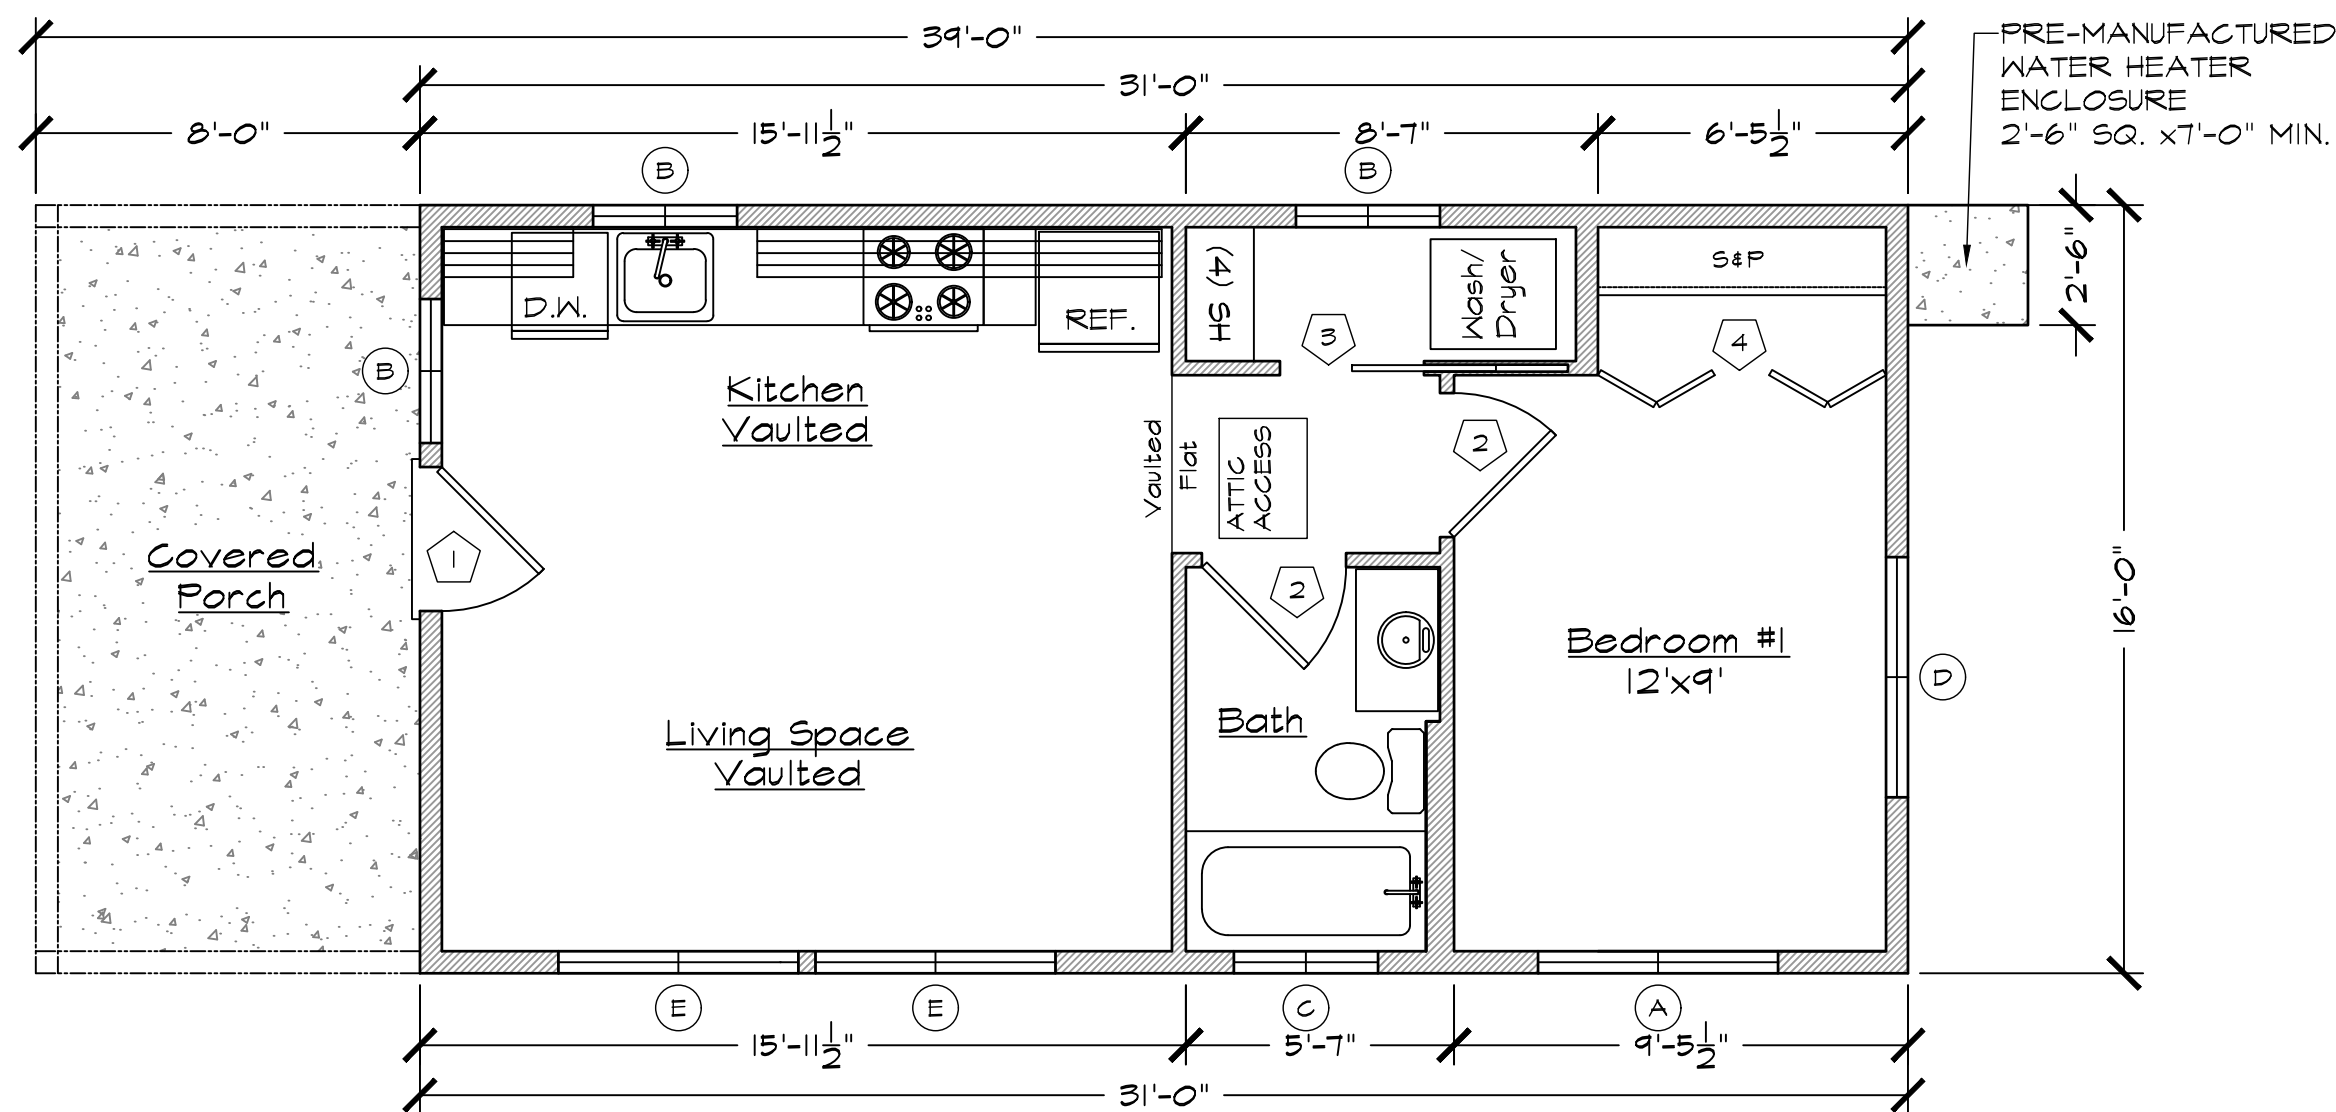 39'-0"
31'-0"
8'-0"
15'-11 1/2"
8'-7"
6'-5 1/2"
PRE-MANUFACTURED
WATER HEATER
ENCLOSURE
2'-6" SQ. x7'-0" MIN.
B
B
D.W.
REF.
HS (4)
Wash/
Dryer
S&P
2'-6"
3
4
B
Kitchen
Vaulted
Vaulted
Flat
ATTIC
ACCESS
2
Covered
Porch
1
2
16'-0"
Bedroom #1
12'x9'
D
Living Space
Vaulted
Bath
E
E
C
A
15'-11 1/2"
5'-7"
9'-5 1/2"
31'-0"